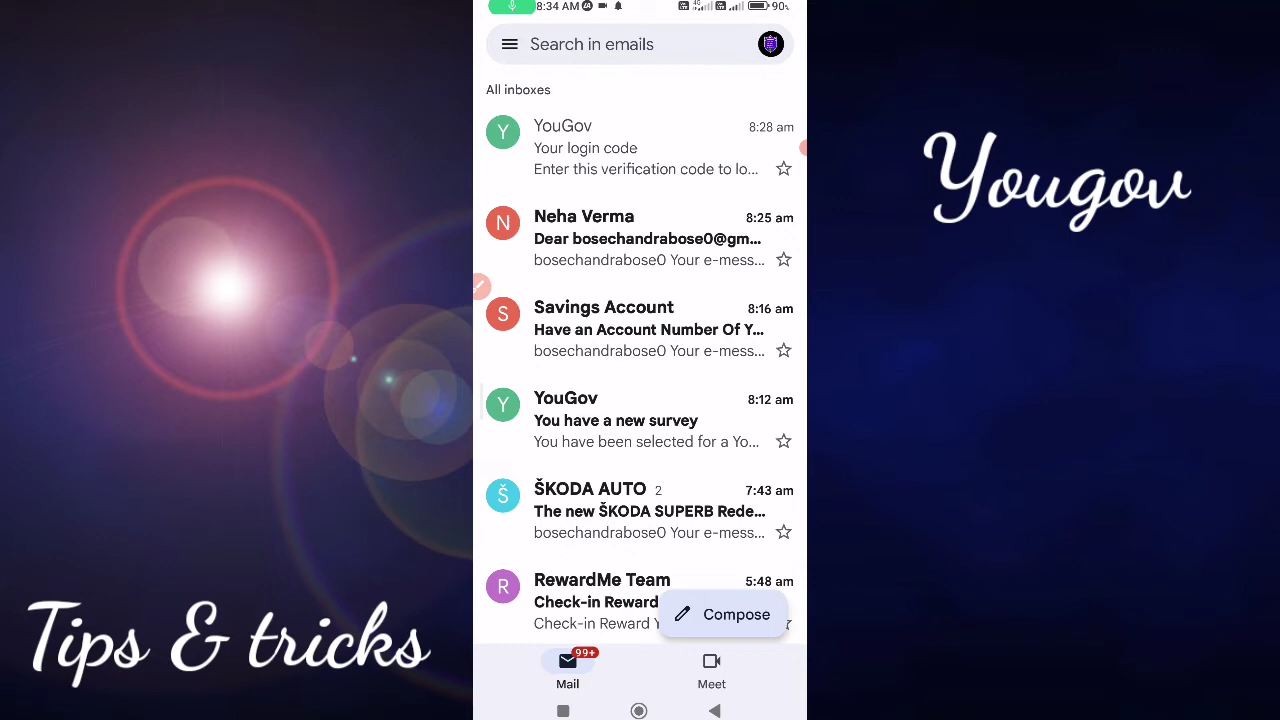 8:34 AM
4G
90%
Search in emails
All inboxes
Y
YouGov
8:28 am
Your login code
Enter this verification code to lo...
N
Neha Verma
8:25 am
Dear bosechandrabose0@gm...
bosechandrabose0 Your e-mess...
S
Savings Account
8:16 am
Have an Account Number Of Y...
bosechandrabose0 Your e-mess...
Y
YouGov
8:12 am
You have a new survey
You have been selected for a Yo...
Š
ŠKODA AUTO 2
7:43 am
The new ŠKODA SUPERB Rede...
bosechandrabose0 Your e-mess...
R
RewardMe Team
5:48 am
Check-in Reward
Check-in Reward Y
Compose
99+
Mail
Meet
Tips & tricks
Yougov